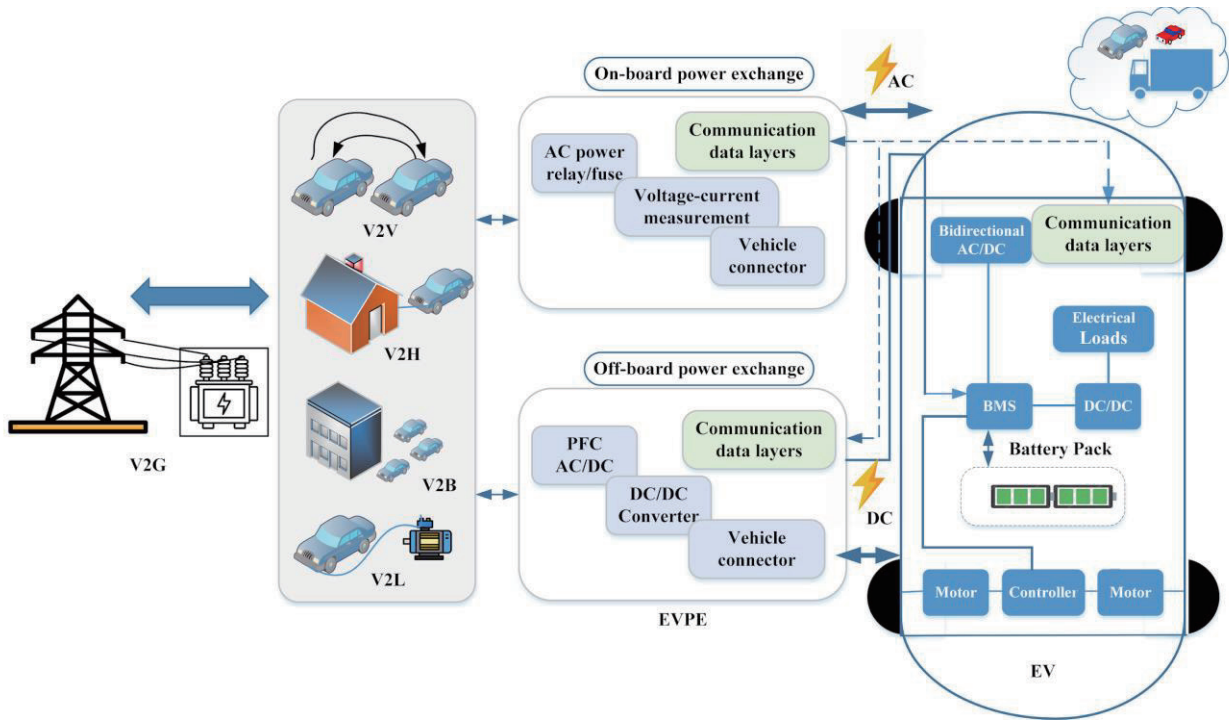 V2G
V2V
V2H
V2B
V2L
On-board power exchange
AC power
relay/fuse
Communication
data layers
Voltage-current
measurement
Vehicle
connector
Off-board power exchange
PFC
AC/DC
Communication
data layers
DC/DC
Converter
Vehicle
connector
EVPE
AC
DC
Bidirectional
AC/DC
Communication
data layers
Electrical
Loads
BMS
DC/DC
Battery Pack
Motor
Controller
Motor
EV